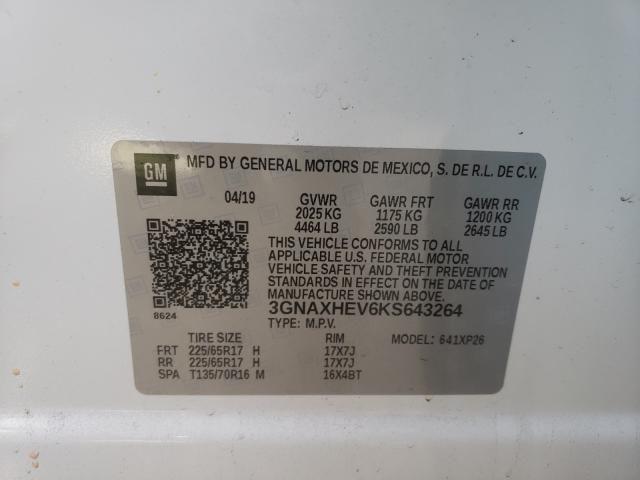 GM MFD BY GENERAL MOTORS DE MEXICO, S. DE R.L. DE C.V.
04/19 GVWR GAWR FRT GAWR RR
2025 KG 1175 KG 1200 KG
4464 LB 2590 LB 2645 LB
THIS VEHICLE CONFORMS TO ALL
APPLICABLE U.S. FEDERAL MOTOR
VEHICLE SAFETY AND THEFT PREVENTION
STANDARDS IN EFFECT ON THE DATE OF
MANUFACTURE SHOWN ABOVE.
8624 3GNAXHEV6KS643264
TYPE: M.P.V.
TIRE SIZE RIM MODEL: 641XP26
FRT 225/65R17 H 17X7J
RR 225/65R17 H 17X7J
SPA T135/70R16 M 16X4BT